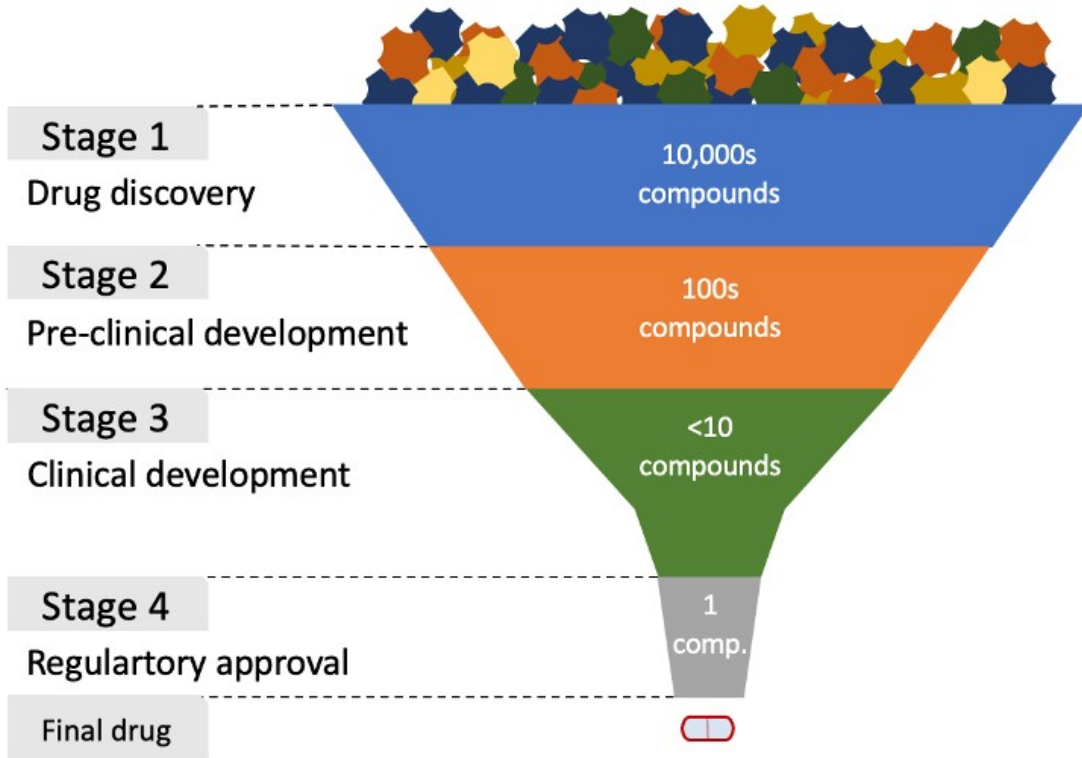 Stage 1
Drug discovery
10,000s
compounds
Stage 2
Pre-clinical development
100s
compounds
Stage 3
Clinical development
<10
compounds
Stage 4
Regulartory approval
1
comp.
Final drug